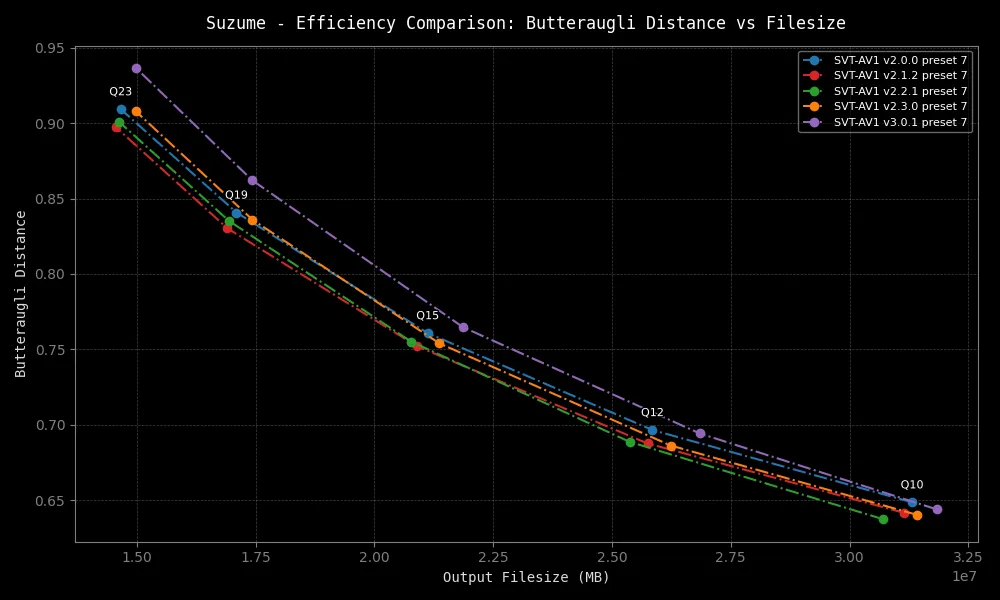 Suzume - Efficiency Comparison: Butteraugli Distance vs Filesize
0.95
0.90
0.85
0.80
0.75
0.70
0.65
Butteraugli Distance
Q23
Q19
Q15
Q12
Q10
SVT-AV1 v2.0.0 preset 7
SVT-AV1 v2.1.2 preset 7
SVT-AV1 v2.2.1 preset 7
SVT-AV1 v2.3.0 preset 7
SVT-AV1 v3.0.1 preset 7
1.50 1.75 2.00 2.25 2.50 2.75 3.00 3.25
1e7
Output Filesize (MB)